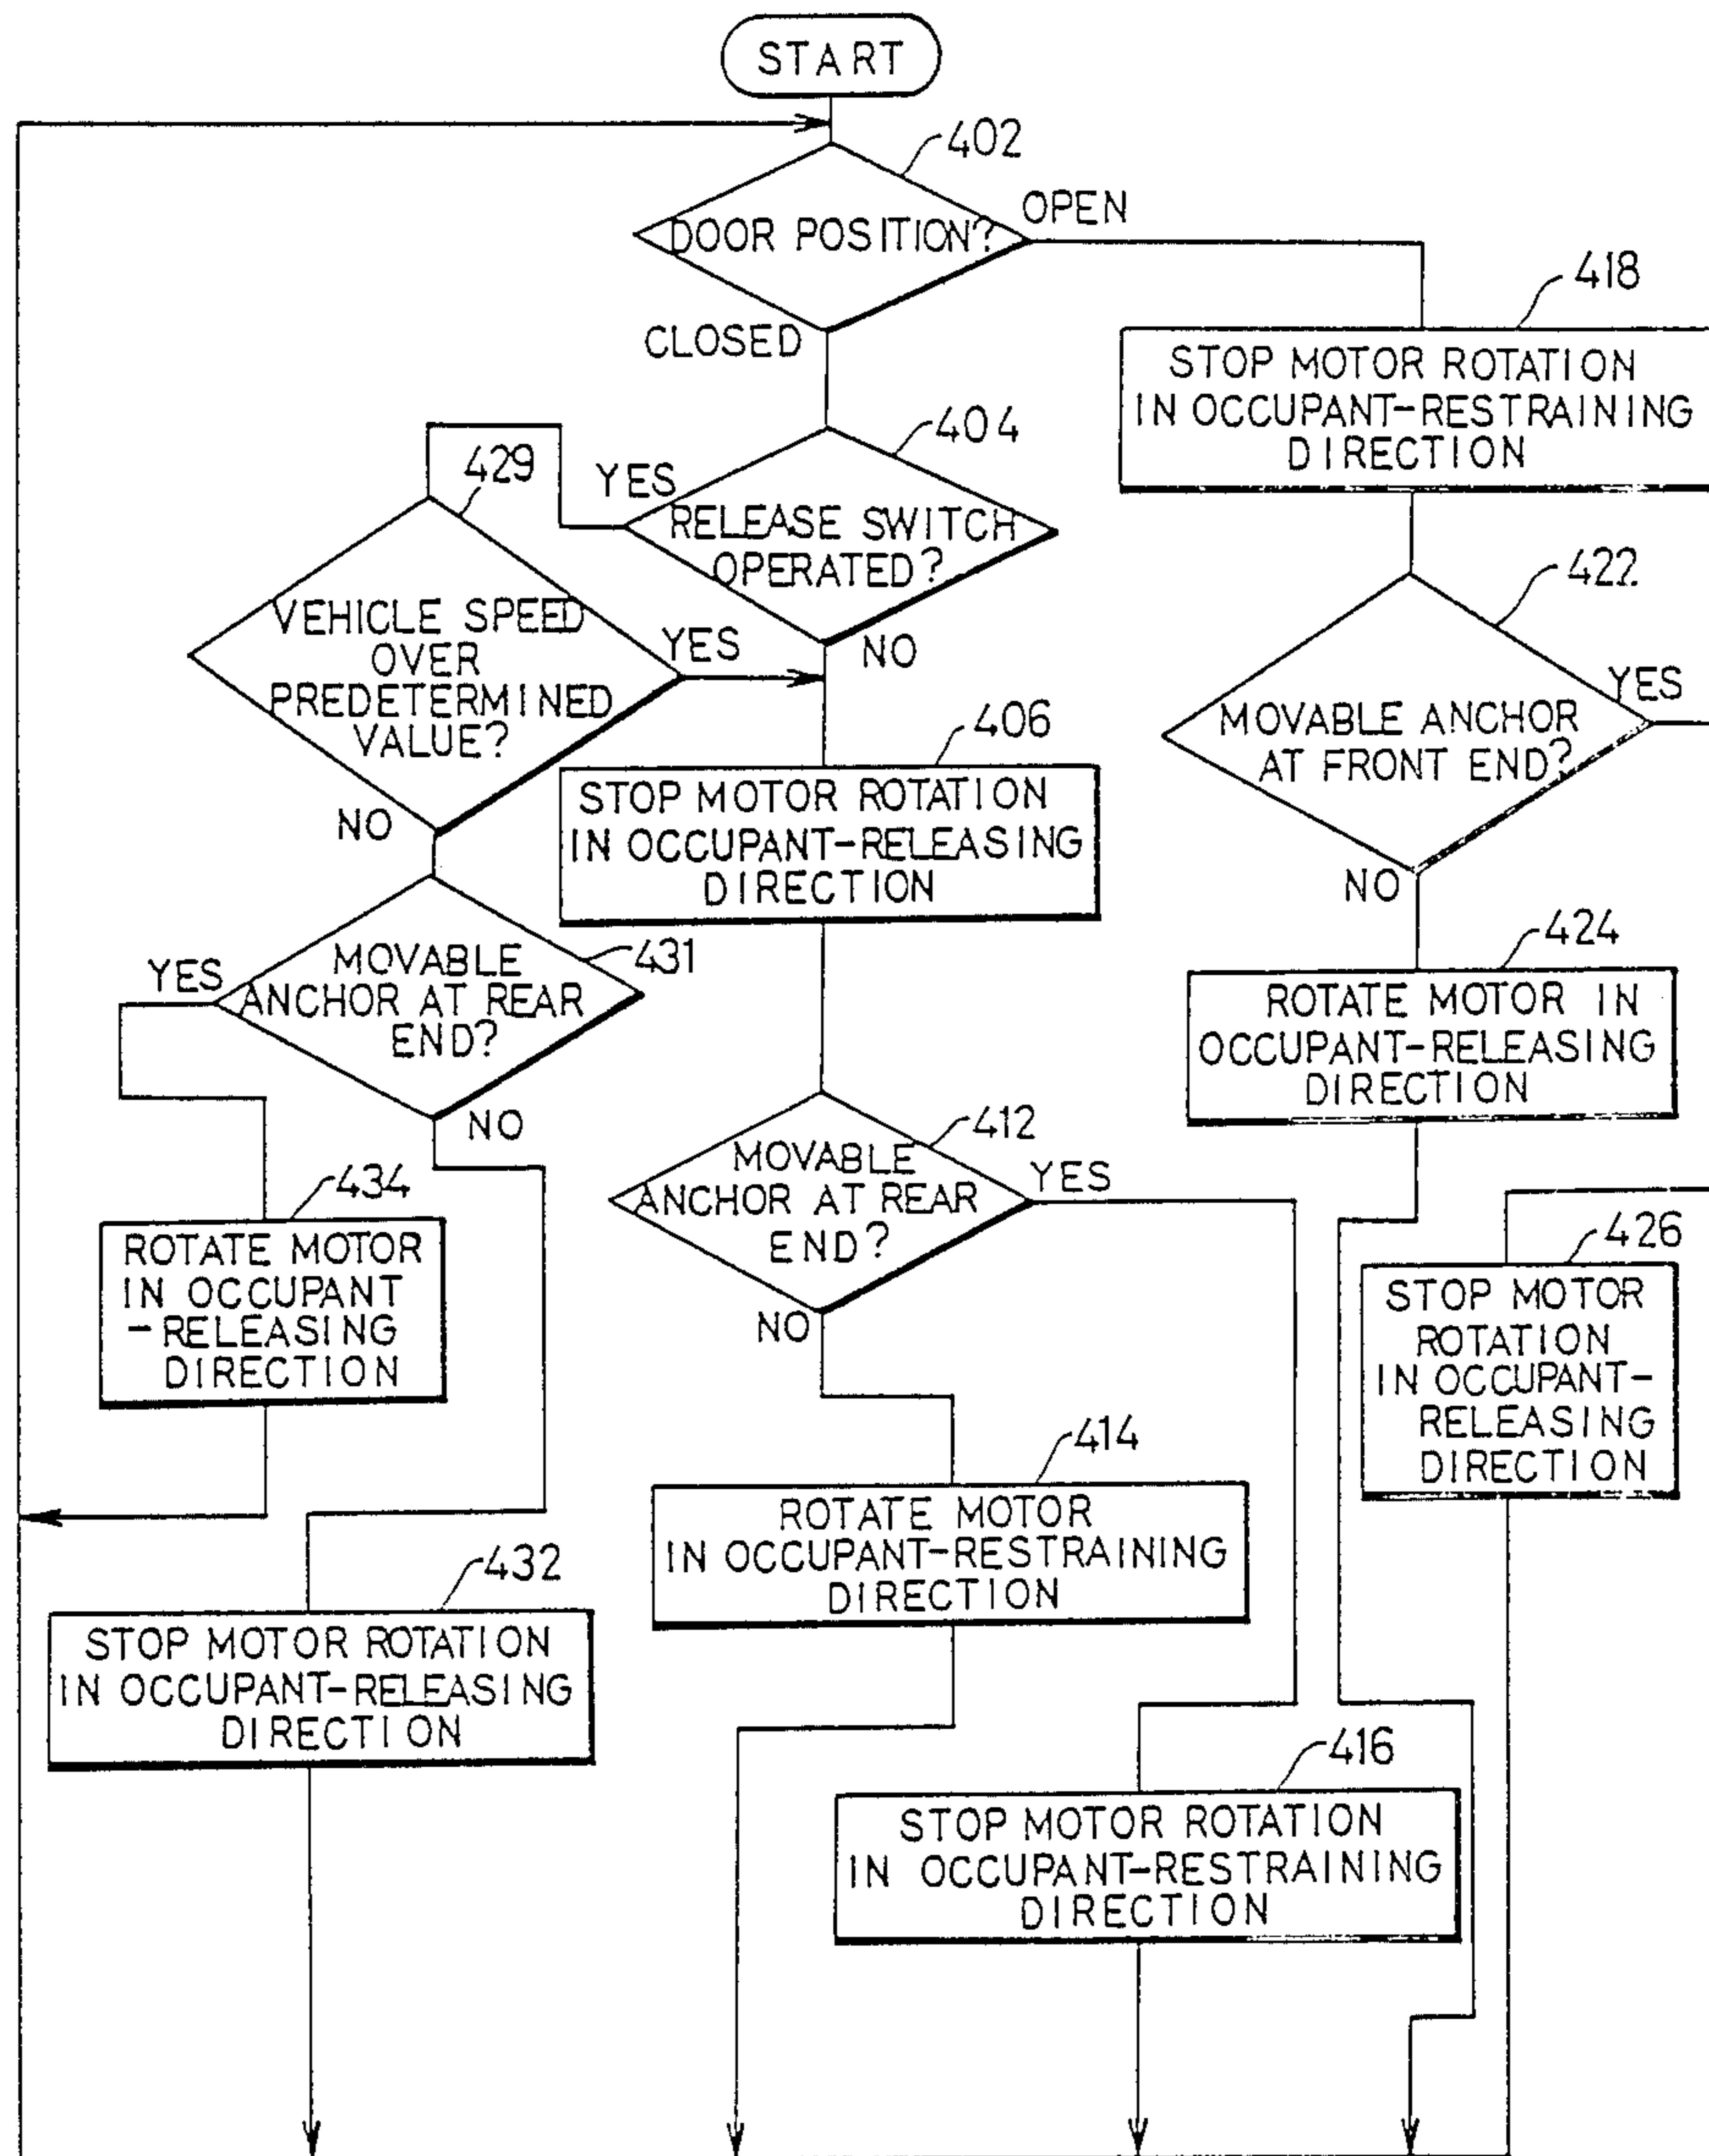 START
402
DOOR POSITION?
OPEN
CLOSED
418
STOP MOTOR ROTATION
IN OCCUPANT-RESTRAINING
DIRECTION
404
YES
RELEASE SWITCH
OPERATED?
NO
429
VEHICLE SPEED
OVER
PREDETERMINED
VALUE?
YES
NO
422
MOVABLE ANCHOR
AT FRONT END?
YES
NO
406
STOP MOTOR ROTATION
IN OCCUPANT-RELEASING
DIRECTION
431
YES
MOVABLE
ANCHOR AT REAR
END?
NO
424
ROTATE MOTOR IN
OCCUPANT-RELEASING
DIRECTION
412
MOVABLE
ANCHOR AT REAR
END?
YES
NO
434
ROTATE MOTOR
IN OCCUPANT
-RELEASING
DIRECTION
426
STOP MOTOR
ROTATION
IN OCCUPANT-
RELEASING
DIRECTION
414
ROTATE MOTOR
IN OCCUPANT-RESTRAINING
DIRECTION
432
STOP MOTOR ROTATION
IN OCCUPANT-RELEASING
DIRECTION
416
STOP MOTOR ROTATION
IN OCCUPANT-RESTRAINING
DIRECTION